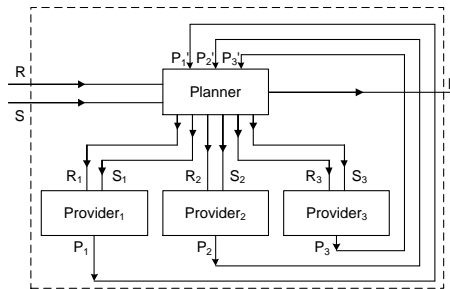 P₁' P₂' P₃'
R
Planner
S
R₁ S₁ R₂ S₂ R₃ S₃
Provider₁ Provider₂ Provider₃
P₁ P₂ P₃